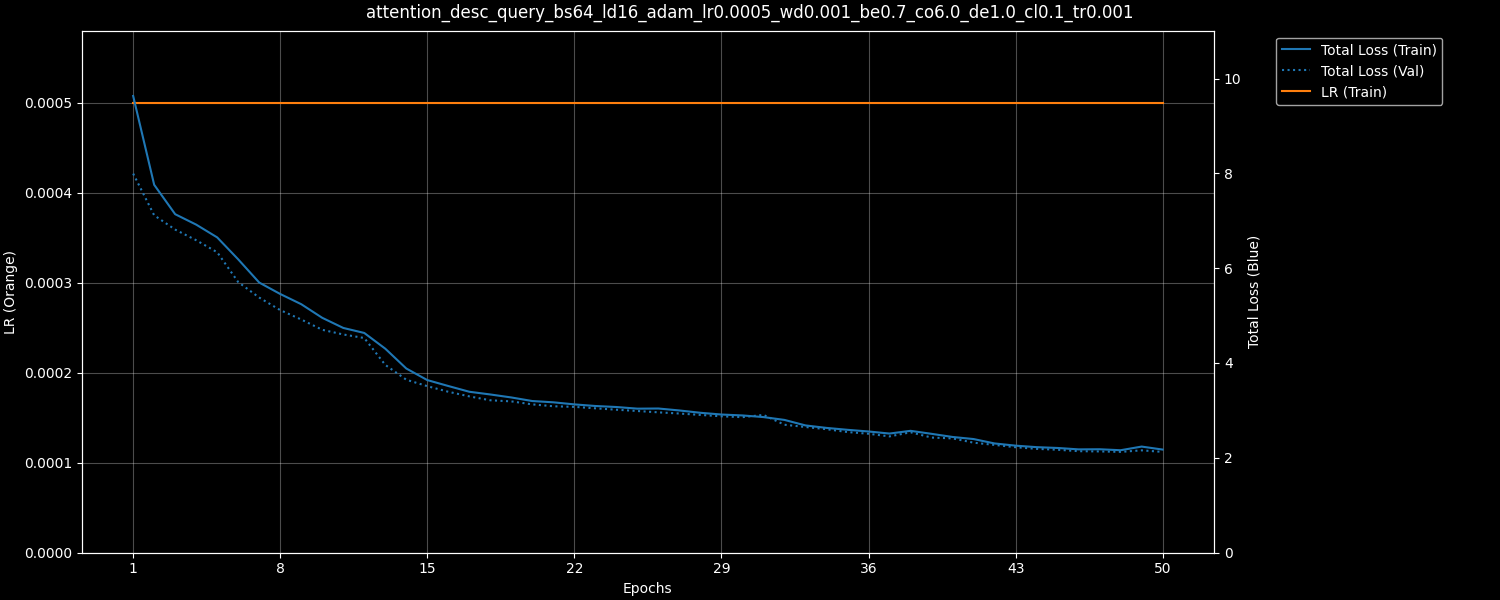 attention_desc_query_bs64_ld16_adam_lr0.0005_wd0.001_be0.7_co6.0_de1.0_cl0.1_tr0.001
Total Loss (Train)
Total Loss (Val)
LR (Train)
LR (Orange)
0.0005
0.0004
0.0003
0.0002
0.0001
0.0000
10
8
6
4
2
0
Total Loss (Blue)
1 8 15 22 29 36 43 50
Epochs